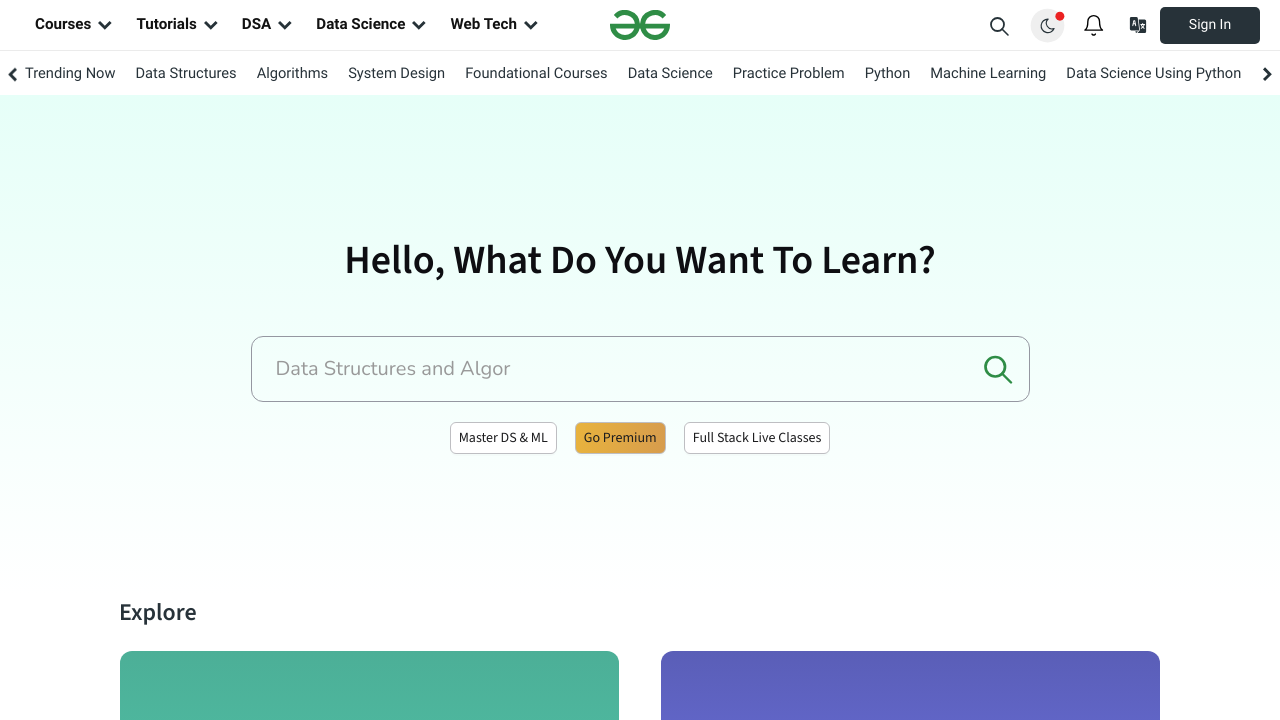 Courses Tutorials DSA Data Science Web Tech Sign In
Trending Now Data Structures Algorithms System Design Foundational Courses Data Science Practice Problem Python Machine Learning Data Science Using Python
Hello, What Do You Want To Learn?
Data Structures and Algor
Master DS & ML Go Premium Full Stack Live Classes
Explore